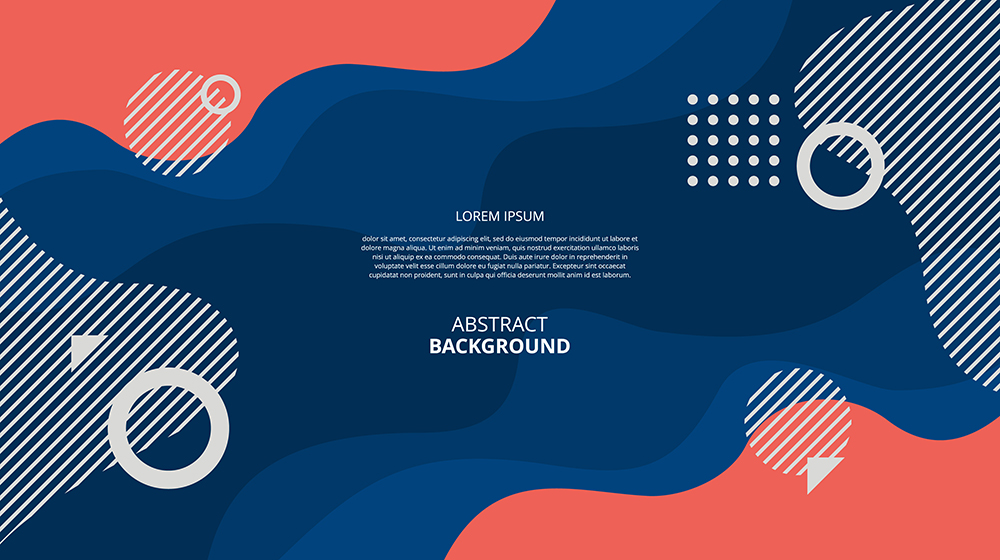 LOREM IPSUM
dolor sit amet, consectetur adipiscing elit, sed do eiusmod tempor incididunt ut labore et
dolore magna aliqua. Ut enim ad minim veniam, quis nostrud exercitation ullamco laboris
nisi ut aliquip ex ea commodo consequat. Duis aute irure dolor in reprehenderit in
voluptate velit esse cillum dolore eu fugiat nulla pariatur. Excepteur sint occaecat
cupidatat non proident, sunt in culpa qui officia deserunt mollit anim id est laborum.
ABSTRACT
BACKGROUND